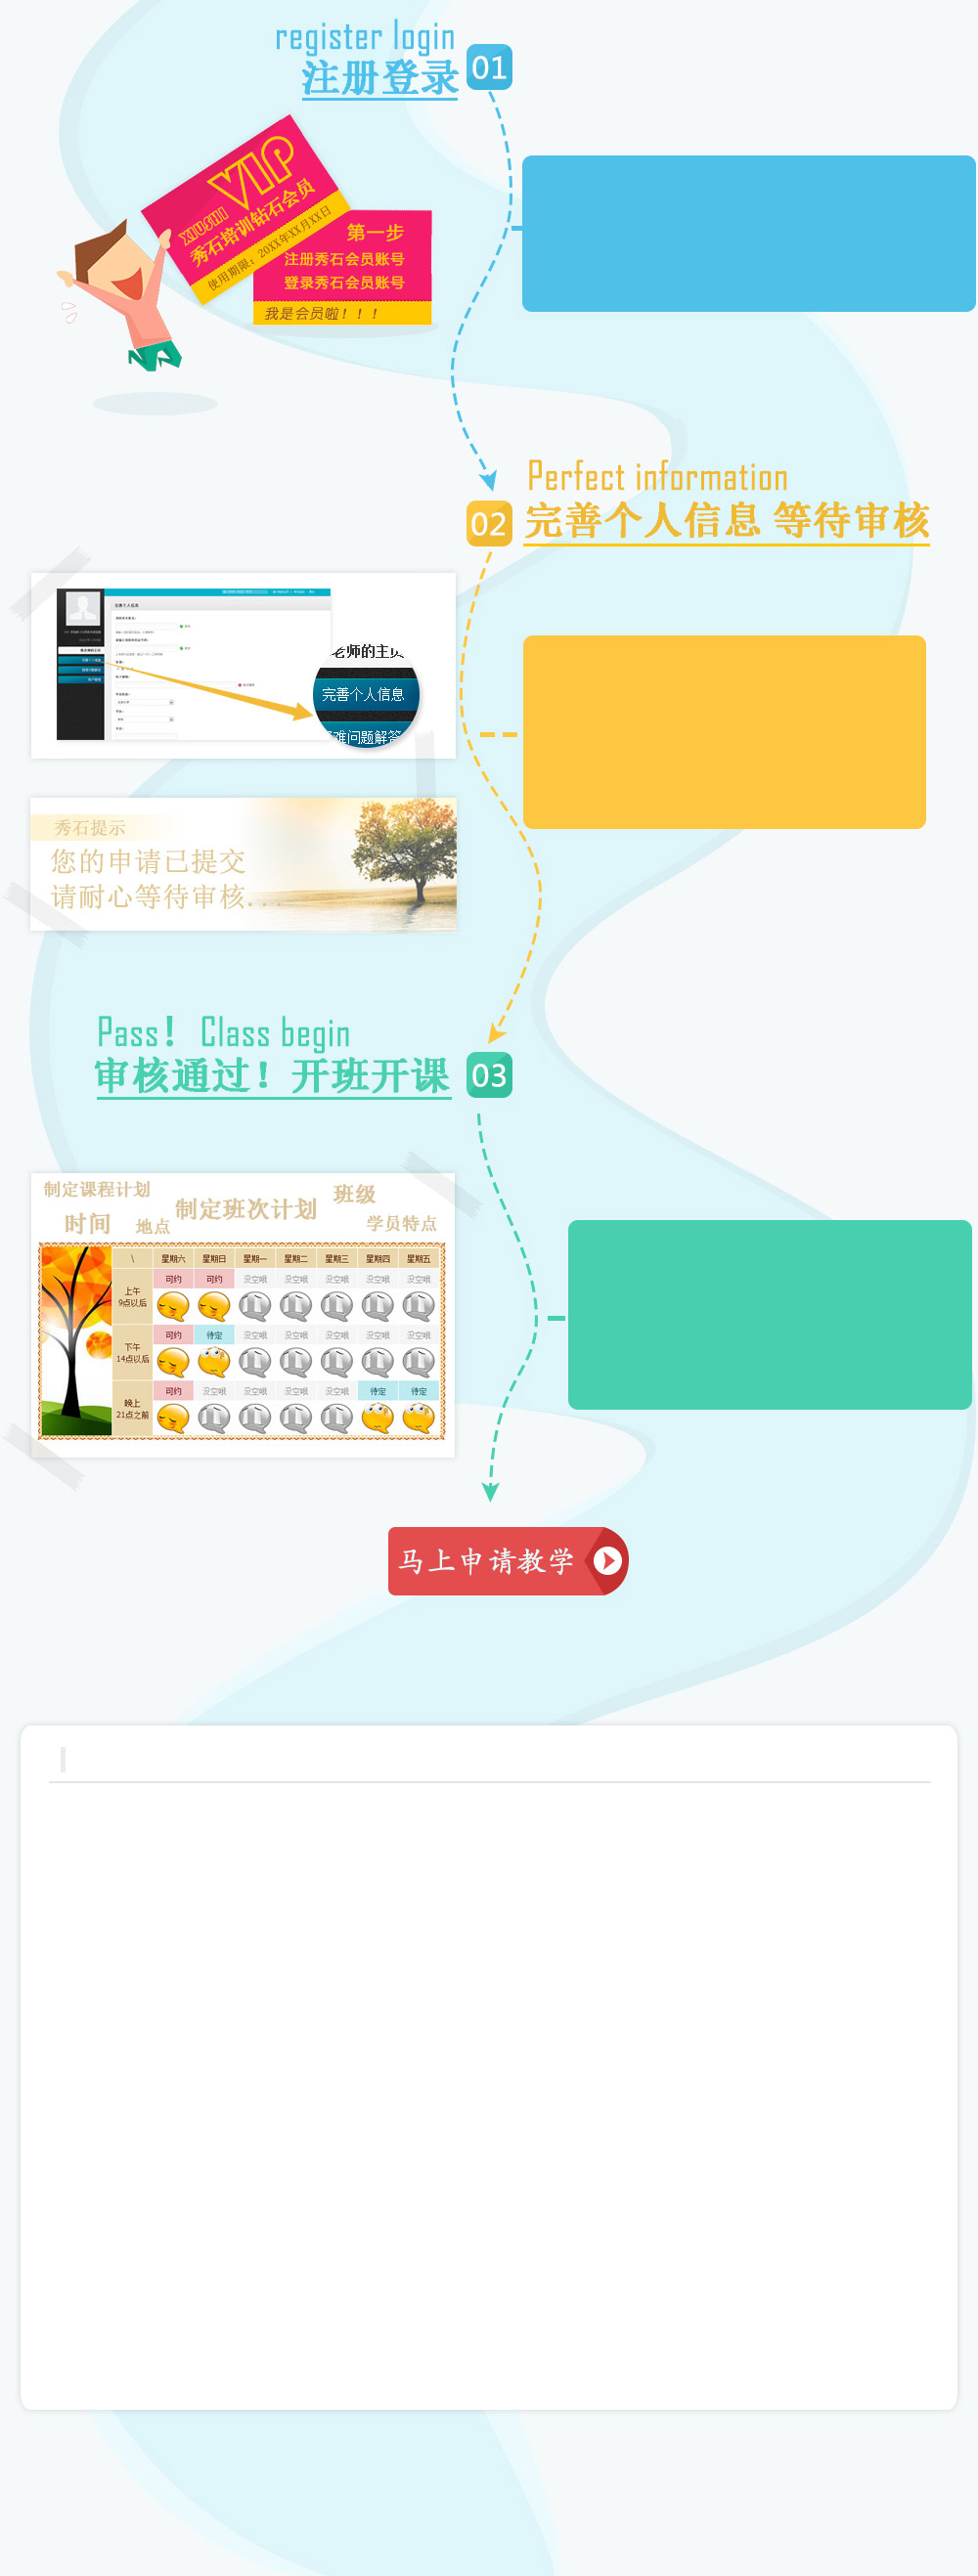 register login
注册登录
01
VIP
XIUSHI
秀石培训钻石会员
使用期限：20XX年XX月XX日
第一步
注册秀石会员账号
登录秀石会员账号
我是会员啦！！！
Perfect information
02
完善个人信息 等待审核
完善个人信息
老师的主页
完善个人信息
难问题解答
秀石提示
您的申请已提交
请耐心等待审核...
Pass！ Class begin
审核通过！开班开课
03
制定课程计划
班级
制定班次计划
时间
地点
学员特点
\ 星期六 星期日 星期一 星期二 星期三 星期四 星期五
上午
9点以后
可约 可约 没空哦 没空哦 没空哦 没空哦 没空哦
下午
14点以后
可约 待定 没空哦 没空哦 没空哦 没空哦 没空哦
晚上
21点之前
可约 没空哦 没空哦 没空哦 没空哦 待定 待定
马上申请教学